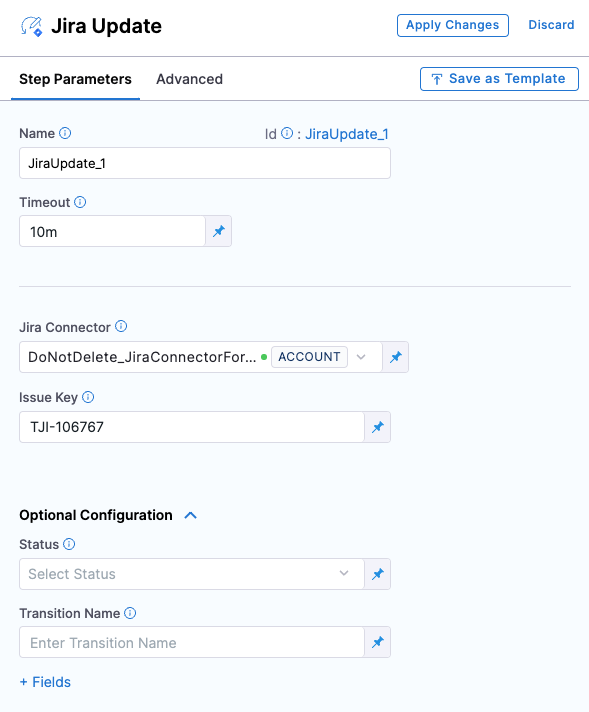 Jira Update
Apply Changes
Discard
Step Parameters
Advanced
Save as Template
Name
Id : JiraUpdate_1
JiraUpdate_1
Timeout
10m
Jira Connector
DoNotDelete_JiraConnectorFor... ACCOUNT
Issue Key
TJI-106767
Optional Configuration
Status
Select Status
Transition Name
Enter Transition Name
+ Fields